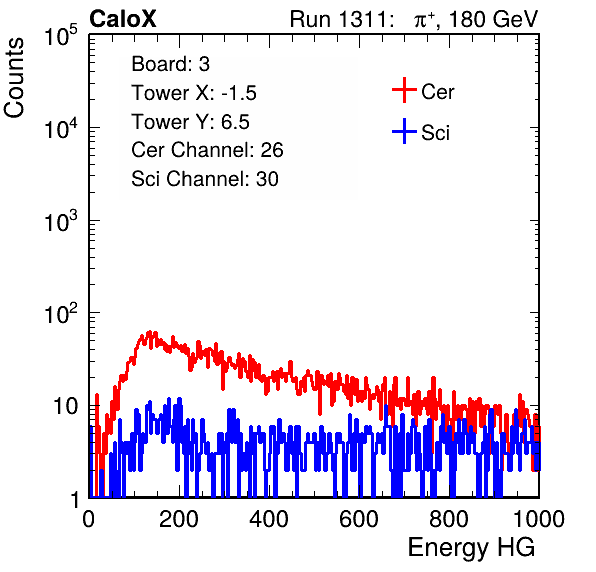 CaloX Run 1311: π⁺, 180 GeV
Counts
10⁵
10⁴
10³
10²
10
1
Board: 3
Tower X: -1.5
Tower Y: 6.5
Cer Channel: 26
Sci Channel: 30
Cer
Sci
0 200 400 600 800 1000
Energy HG